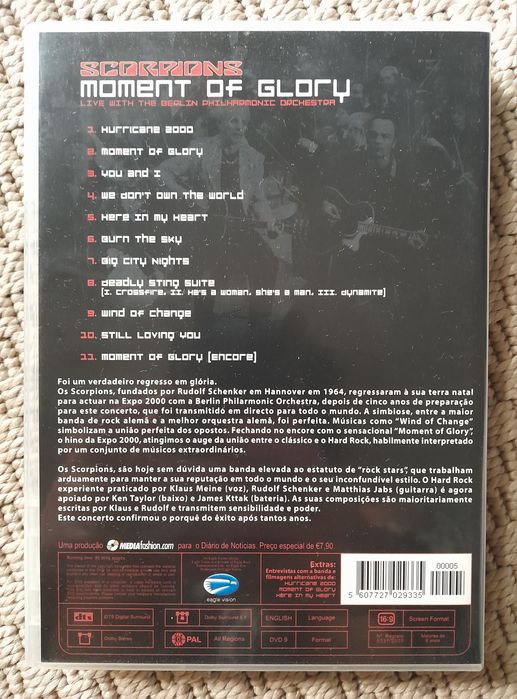 SCORPIONS
MOMENT OF GLORY
LIVE WITH THE BERLIN PHILHARMONIC ORCHESTRA
1. HURRICANE 2000
2. MOMENT OF GLORY
3. YOU AND I
4. WE DON'T OWN THE WORLD
5. HERE IN MY HEART
6. BURN THE SKY
7. BIG CITY NIGHTS
8. DEADLY STING SUITE
[I. CROSSFIRE, II. HE'S A WOMAN, SHE'S A MAN, III. DYNAMITE]
9. WIND OF CHANGE
10. STILL LOVING YOU
11. MOMENT OF GLORY [ENCORE]
Foi um verdadeiro regresso em glória.
Os Scorpions, fundados por Rudolf Schenker em Hannover em 1964, regressaram à sua terra natal
para actuar na Expo 2000 com a Berlin Philarmonic Orchestra, depois de cinco anos de preparação
para este concerto, que foi transmitido em directo para todo o mundo. A simbiose, entre a maior
banda de rock alemã e a melhor orquestra alemã, foi perfeita. Músicas como "Wind of Change"
simbolizam a união perfeita dos opostos. Fechando no encore com o sensacional "Moment of Glory",
o hino da Expo 2000, atingimos o auge da união entre o clássico e o Hard Rock, habilmente interpretado
por um conjunto de músicos extraordinários.
Os Scorpions, são hoje sem dúvida uma banda elevada ao estatuto de "rock stars", que trabalham
arduamente para manter a sua reputação em todo o mundo e o seu inconfundível estilo. O Hard Rock
experiente praticado por Klaus Meine (voz), Rudolf Schenker e Matthias Jabs (guitarra) é agora
apoiado por Ken Taylor (baixo) e James Kttak (bateria). As suas composições são maioritariamente
escritas por Klaus e Rudolf e transmitem sensibilidade e poder.
Este concerto confirmou o porquê do êxito após tantos anos.
Uma produção MEDIAfashion.com para o Diário de Notícias. Preço especial de €7,90
eagle vision
Extras:
Entrevistas com a banda e
filmagens alternativas de:
HURRICANE 2000
MOMENT OF GLORY
HERE IN MY HEART
00005
5 607727 029335
dts DTS Digital Surround
Dolby Surround 5.1
ENGLISH Language
16:9 Screen Format
Dolby Stereo
PAL All Regions
DVD 9 Format
Maiores de